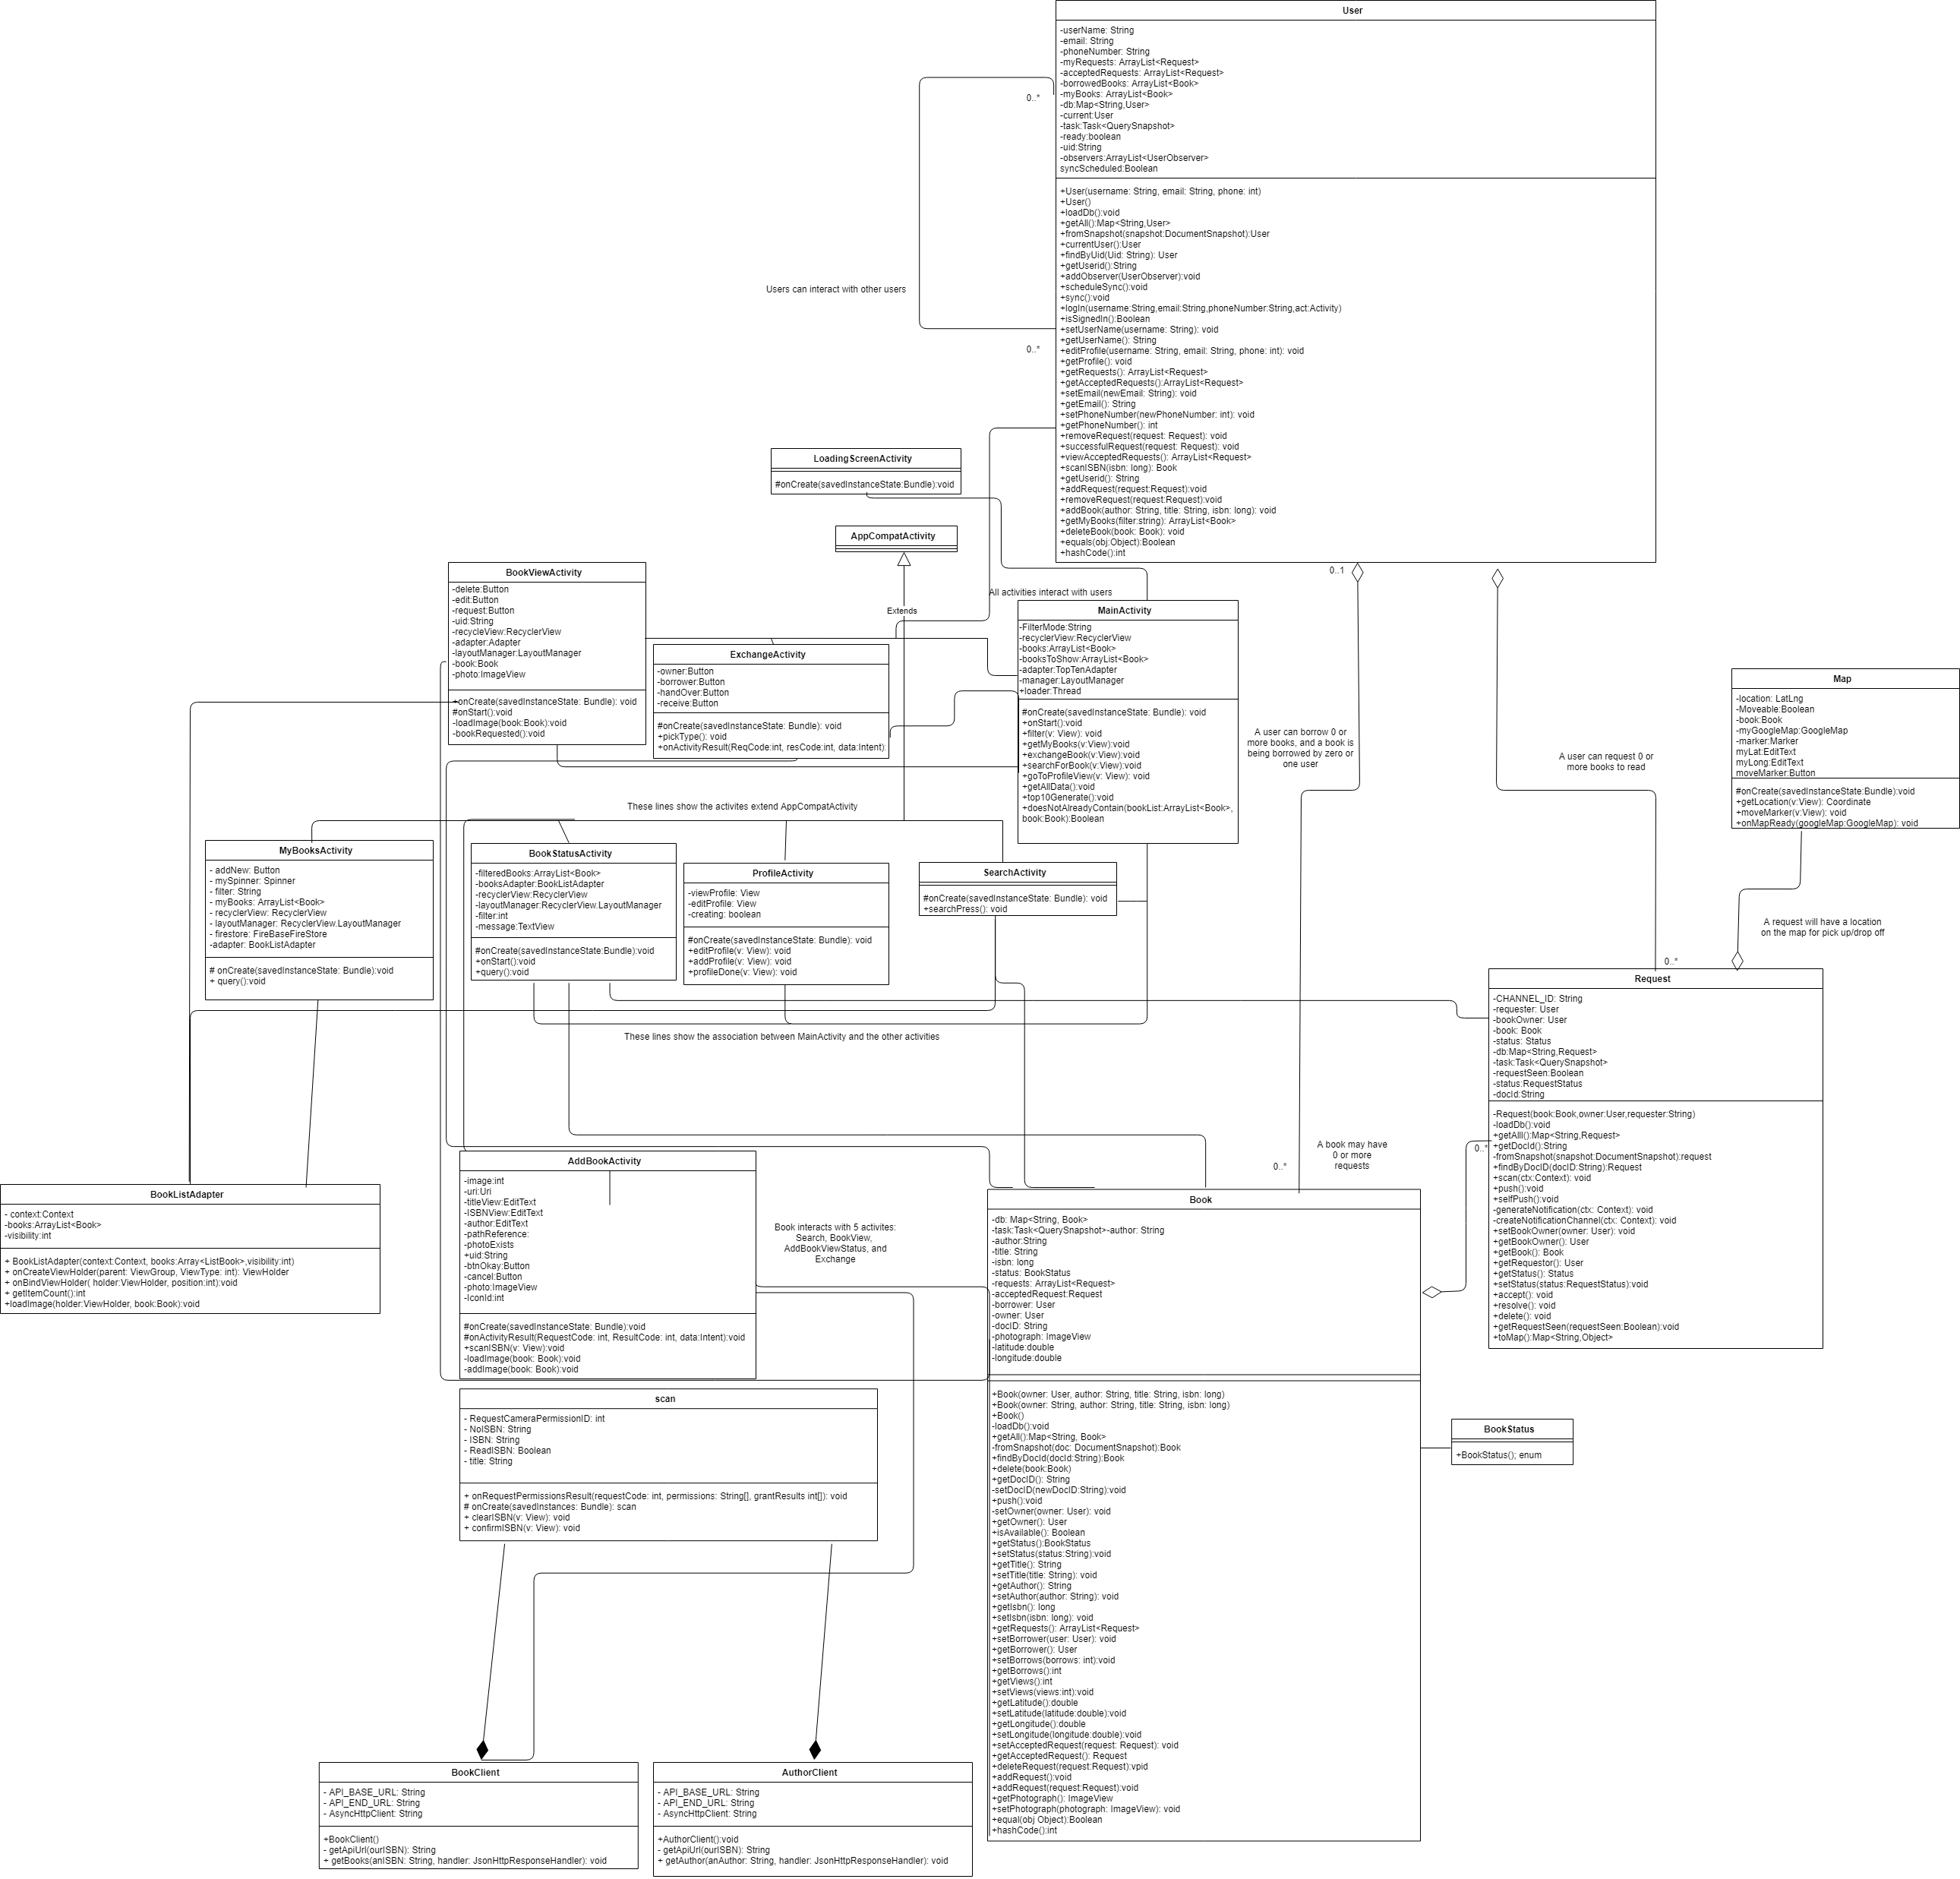 User
-userName: String
-email: String
-phoneNumber: String
-myRequests: ArrayList<Request>
-acceptedRequests: ArrayList<Request>
-borrowedBooks: ArrayList<Book>
-myBooks: ArrayList<Book>
-db:Map<String,User>
-current:User
-task:Task<QuerySnapshot>
-ready:boolean
-uid:String
-observers:ArrayList<UserObserver>
syncScheduled:Boolean
+User(username: String, email: String, phone: int)
+User()
+loadDb():void
+getAll():Map<String,User>
+fromSnapshot(snapshot:DocumentSnapshot):User
+currentUser():User
+findByUid(Uid: String): User
+getUserid():String
+addObserver(UserObserver):void
+scheduleSync():void
+sync():void
+logIn(username:String,email:String,phoneNumber:String,act:Activity)
+isSignedIn():Boolean
+setUserName(username: String): void
+getUserName(): String
+editProfile(username: String, email: String, phone: int): void
+getProfile(): void
+getRequests(): ArrayList<Request>
+getAcceptedRequests():ArrayList<Request>
+setEmail(newEmail: String): void
+getEmail(): String
+setPhoneNumber(newPhoneNumber: int): void
+getPhoneNumber(): int
+removeRequest(request: Request): void
+successfulRequest(request: Request): void
+viewAcceptedRequests(): ArrayList<Request>
+scanISBN(isbn: long): Book
+getUserid(): String
+addRequest(request:Request):void
+removeRequest(request:Request):void
+addBook(author: String, title: String, isbn: long): void
+getMyBooks(filter:string): ArrayList<Book>
+deleteBook(book: Book): void
+equals(obj:Object):Boolean
+hashCode():int
0..*
Users can interact with other users
0..*
LoadingScreenActivity
#onCreate(savedInstanceState:Bundle):void
AppCompatActivity
Extends
All activities interact with users
BookViewActivity
-delete:Button
-edit:Button
-request:Button
-uid:String
-recycleView:RecyclerView
-adapter:Adapter
-layoutManager:LayoutManager
-book:Book
-photo:ImageView
+onCreate(savedInstanceState: Bundle): void
#onStart():void
-loadImage(book:Book):void
-bookRequested():void
ExchangeActivity
-owner:Button
-borrower:Button
-handOver:Button
-receive:Button
#onCreate(savedInstanceState: Bundle): void
+pickType(): void
+onActivityResult(ReqCode:int, resCode:int, data:Intent):
MainActivity
-FilterMode:String
-recyclerView:RecyclerView
-books:ArrayList<Book>
-booksToShow:ArrayList<Book>
-adapter:TopTenAdapter
-manager:LayoutManager
+loader:Thread
#onCreate(savedInstanceState: Bundle): void
+onStart():void
+filter(v: View): void
+getMyBooks(v:View):void
+exchangeBook(v:View):void
+searchForBook(v:View):void
+goToProfileView(v: View): void
+getAllData():void
+top10Generate():void
+doesNotAlreadyContain(bookList:ArrayList<Book>,
book:Book):Boolean
0..1
A user can borrow 0 or
more books, and a book is
being borrowed by zero or
one user
A user can request 0 or
more books to read
Map
-location: LatLng
-Moveable:Boolean
-book:Book
-myGoogleMap:GoogleMap
-marker:Marker
myLat:EditText
myLong:EditText
moveMarker:Button
#onCreate(savedInstanceState:Bundle):void
+getLocation(v:View): Coordinate
+moveMarker(v:View): void
+onMapReady(googleMap:GoogleMap): void
These lines show the activites extend AppCompatActivity
MyBooksActivity
- addNew: Button
- mySpinner: Spinner
- filter: String
- myBooks: ArrayList<Book>
- recyclerView: RecyclerView
- layoutManager: RecyclerView.LayoutManager
- firestore: FireBaseFireStore
-adapter: BookListAdapter
# onCreate(savedInstanceState: Bundle):void
+ query():void
BookStatusActivity
-filteredBooks:ArrayList<Book>
-booksAdapter:BookListAdapter
-recyclerView:RecyclerView
-layoutManager:RecyclerView.LayoutManager
-filter:int
-message:TextView
#onCreate(savedInstanceState:Bundle):void
+onStart():void
+query():void
ProfileActivity
-viewProfile: View
-editProfile: View
-creating: boolean
#onCreate(savedInstanceState: Bundle): void
+editProfile(v: View): void
+addProfile(v: View): void
+profileDone(v: View): void
SearchActivity
#onCreate(savedInstanceState: Bundle): void
+searchPress(): void
These lines show the association between MainActivity and the other activities
A request will have a location
on the map for pick up/drop off
0..*
Request
-CHANNEL_ID: String
-requester: User
-bookOwner: User
-book: Book
-status: Status
-db:Map<String,Request>
-task:Task<QuerySnapshot>
-requestSeen:Boolean
-status:RequestStatus
-docId:String
-Request(book:Book,owner:User,requester:String)
-loadDb():void
+getAlll():Map<String,Request>
+getDocId():String
-fromSnapshot(snapshot:DocumentSnapshot):request
+findByDocID(docID:String):Request
+scan(ctx:Context): void
+push():void
+selfPush():void
-generateNotification(ctx: Context): void
-createNotificationChannel(ctx: Context): void
+setBookOwner(owner: User): void
+getBookOwner(): User
+getBook(): Book
+getRequestor(): User
+getStatus(): Status
+setStatus(status:RequestStatus):void
+accept(): void
+resolve(): void
+delete(): void
+getRequestSeen(requestSeen:Boolean):void
+toMap():Map<String,Object>
0..*
A book may have
0 or more
requests
0..*
BookListAdapter
- context:Context
-books:ArrayList<Book>
-visibility:int
+ BookListAdapter(context:Context, books:Array<ListBook>,visibility:int)
+ onCreateViewHolder(parent: ViewGroup, ViewType: int): ViewHolder
+ onBindViewHolder( holder:ViewHolder, position:int):void
+ getItemCount():int
+loadImage(holder:ViewHolder, book:Book):void
AddBookActivity
-image:int
-uri:Uri
-titleView:EditText
-ISBNView:EditText
-author:EditText
-pathReference:
-photoExists
+uid:String
-btnOkay:Button
-cancel:Button
-photo:ImageView
-IconId:int
#onCreate(savedInstanceState: Bundle):void
#onActivityResult(RequestCode: int, ResultCode: int, data:Intent):void
+scanISBN(v: View):void
-loadImage(book: Book):void
-addImage(book: Book):void
Book interacts with 5 activites:
Search, BookView,
AddBookViewStatus, and
Exchange
Book
-db: Map<String, Book>
-task:Task<QuerySnapshot>-author: String
-author:String
-title: String
-isbn: long
-status: BookStatus
-requests: ArrayList<Request>
-acceptedRequest:Request
-borrower: User
-owner: User
-docID: String
-photograph: ImageView
-latitude:double
-longitude:double
+Book(owner: User, author: String, title: String, isbn: long)
+Book(owner: String, author: String, title: String, isbn: long)
+Book()
-loadDb():void
+getAll():Map<String, Book>
-fromSnapshot(doc: DocumentSnapshot):Book
+findByDocId(docId:String):Book
+delete(book:Book)
+getDocID(): String
-setDocID(newDocID:String):void
+push():void
-setOwner(owner: User): void
+getOwner(): User
+isAvailable(): Boolean
+getStatus():BookStatus
+setStatus(status:String):void
+getTitle(): String
+setTitle(title: String): void
+getAuthor(): String
+setAuthor(author: String): void
+getIsbn(): long
+setIsbn(isbn: long): void
+getRequests(): ArrayList<Request>
+setBorrower(user: User): void
+getBorrower(): User
+setBorrows(borrows: int):void
+getBorrows():int
+getViews():int
+setViews(views:int):void
+getLatitude():double
+setLatitude(latitude:double):void
+getLongitude():double
+setLongitude(longitude:double):void
+setAcceptedRequest(request: Request): void
+getAcceptedRequest(): Request
+deleteRequest(request:Request):vpid
+addRequest():void
+addRequest(request:Request):void
+getPhotograph(): ImageView
+setPhotograph(photograph: ImageView): void
+equal(obj Object):Boolean
+hashCode():int
BookStatus
+BookStatus(); enum
scan
- RequestCameraPermissionID: int
- NoISBN: String
- ISBN: String
- ReadISBN: Boolean
- title: String
+ onRequestPermissionsResult(requestCode: int, permissions: String[], grantResults int[]): void
# onCreate(savedInstances: Bundle): scan
+ clearISBN(v: View): void
+ confirmISBN(v: View): void
BookClient
- API_BASE_URL: String
- API_END_URL: String
- AsyncHttpClient: String
+BookClient()
- getApiUrl(ourISBN): String
+ getBooks(anISBN: String, handler: JsonHttpResponseHandler): void
AuthorClient
- API_BASE_URL: String
- API_END_URL: String
- AsyncHttpClient: String
+AuthorClient():void
- getApiUrl(ourISBN): String
+ getAuthor(anAuthor: String, handler: JsonHttpResponseHandler): void